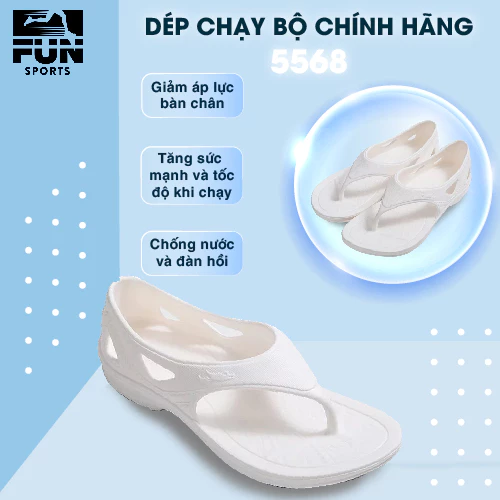 FUN
SPORTS
DÉP CHẠY BỘ CHÍNH HÃNG
5568
Giảm áp lực
bàn chân
Tăng sức
mạnh và tốc
độ khi chạy
Chống nước
và đàn hồi